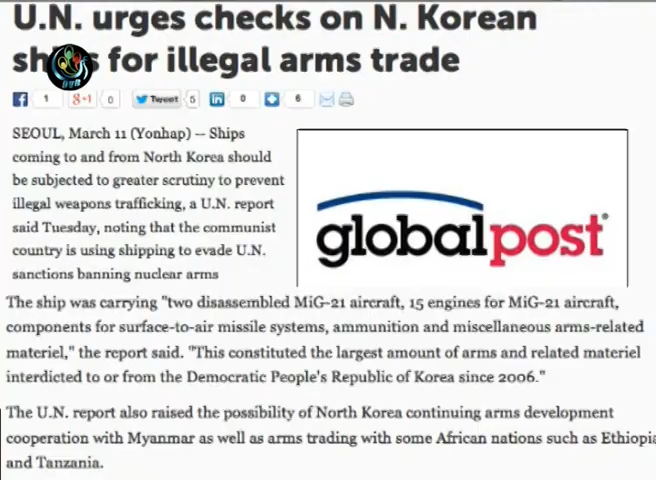 U.N. urges checks on N. Korean
for illegal arms trade
1 g+1 0 Tweet 5 in 0 6
SEOUL, March 11 (Yonhap) -- Ships
coming to and from North Korea should
be subjected to greater scrutiny to prevent
illegal weapons trafficking, a U.N. report
said Tuesday, noting that the communist
country is using shipping to evade U.N.
sanctions banning nuclear arms
globalpost
The ship was carrying "two disassembled MiG-21 aircraft, 15 engines for MiG-21 aircraft,
components for surface-to-air missile systems, ammunition and miscellaneous arms-related
materiel," the report said. "This constituted the largest amount of arms and related materiel
interdicted to or from the Democratic People's Republic of Korea since 2006."
The U.N. report also raised the possibility of North Korea continuing arms development
cooperation with Myanmar as well as arms trading with some African nations such as Ethiopia
and Tanzania.